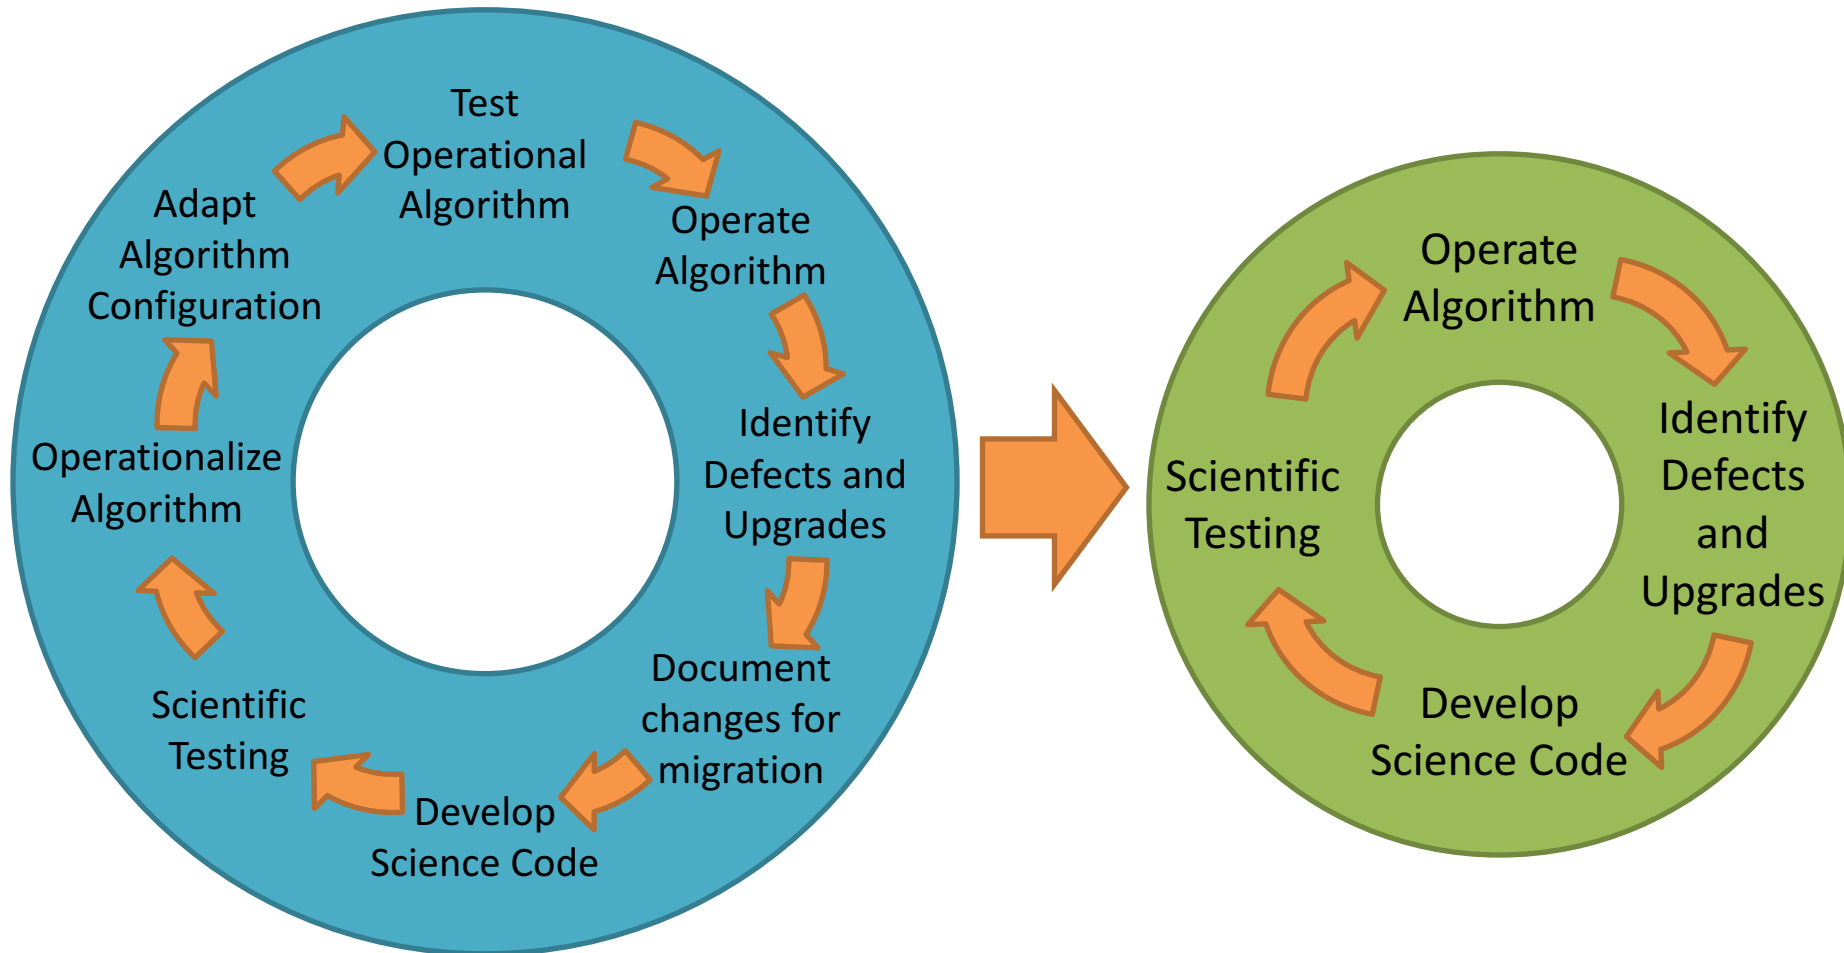 Test
Operational
Algorithm
Operate
Algorithm
Identify
Defects and
Upgrades
Document
changes for
migration
Develop
Science Code
Scientific
Testing
Operationalize
Algorithm
Adapt
Algorithm
Configuration
Operate
Algorithm
Identify
Defects
and
Upgrades
Develop
Science Code
Scientific
Testing